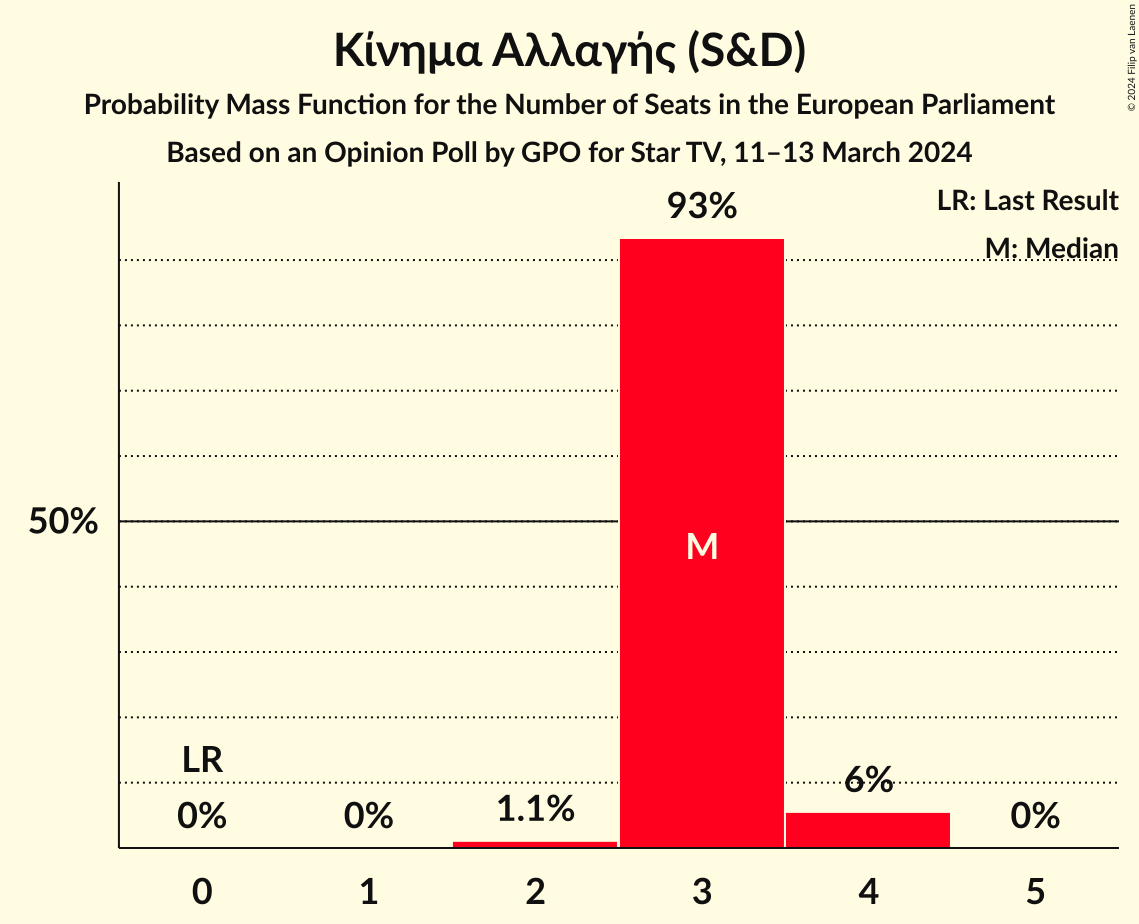 Κίνημα Αλλαγής (S&D)
Probability Mass Function for the Number of Seats in the European Parliament
Based on an Opinion Poll by GPO for Star TV, 11–13 March 2024
© 2024 Filip van Laenen
LR: Last Result
M: Median
93%
50%
M
LR
0%
0%
1.1%
6%
0%
0 1 2 3 4 5